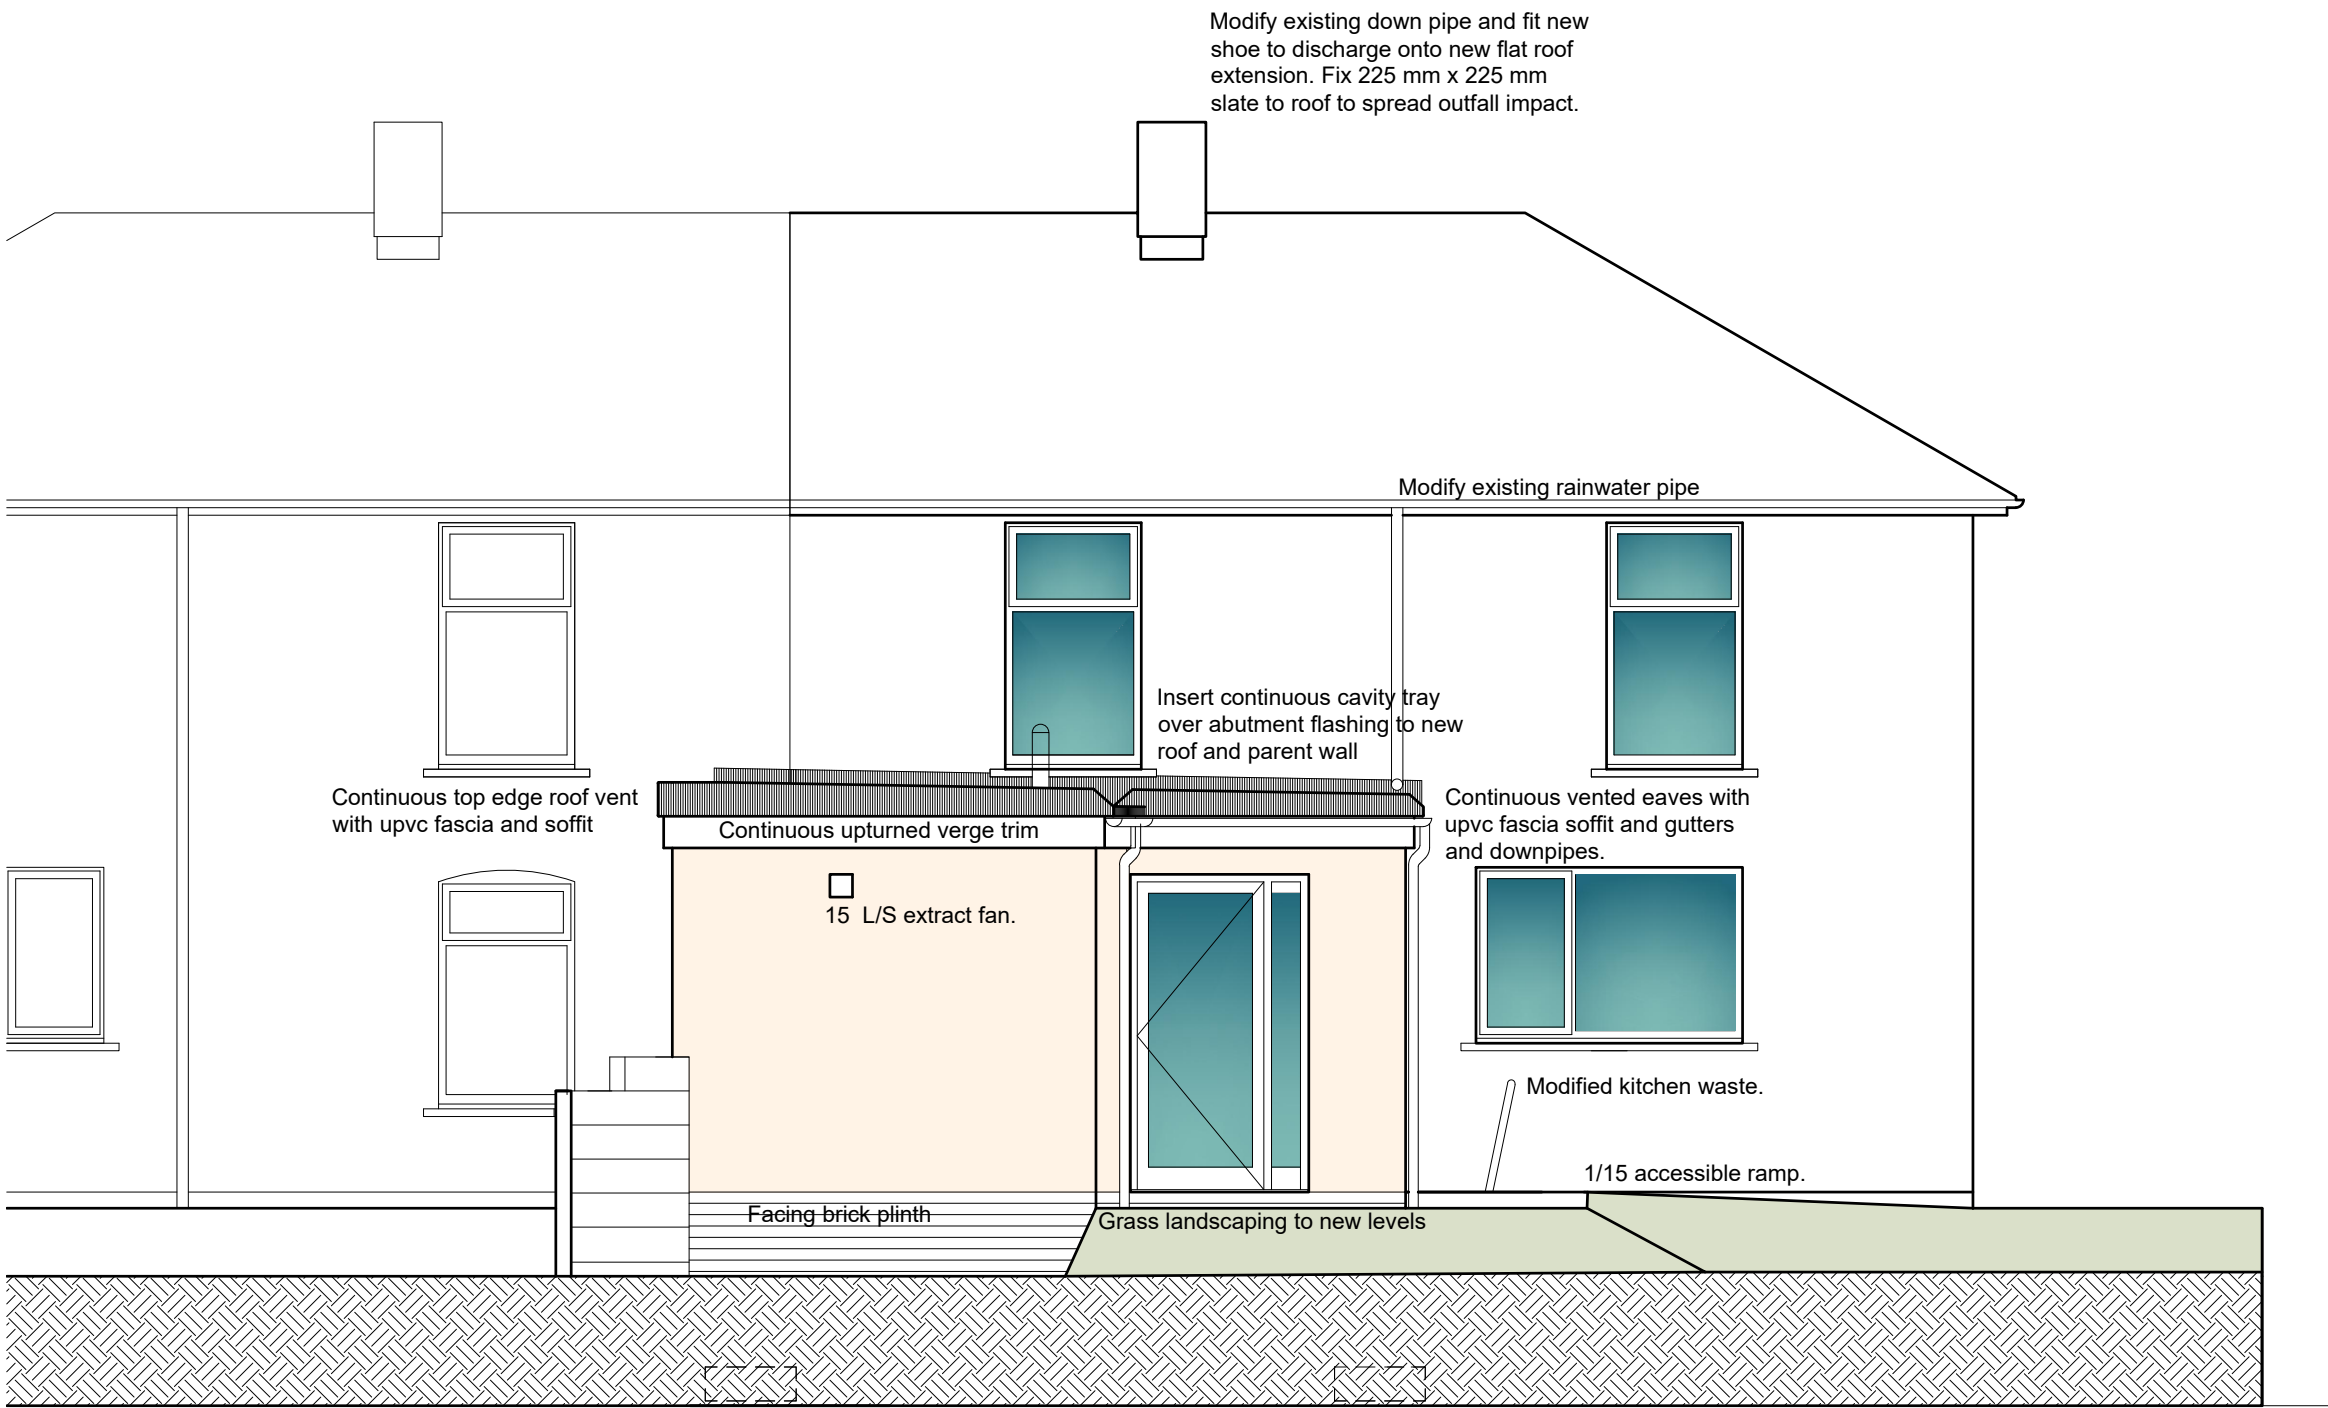 Modify existing down pipe and fit new
shoe to discharge onto new flat roof
extension. Fix 225 mm x 225 mm
slate to roof to spread outfall impact.
Modify existing rainwater pipe
Insert continuous cavity tray
over abutment flashing to new
roof and parent wall
Continuous top edge roof vent
with upvc fascia and soffit
Continuous upturned verge trim
Continuous vented eaves with
upvc fascia soffit and gutters
and downpipes.
15 L/S extract fan.
Modified kitchen waste.
1/15 accessible ramp.
Facing brick plinth
Grass landscaping to new levels